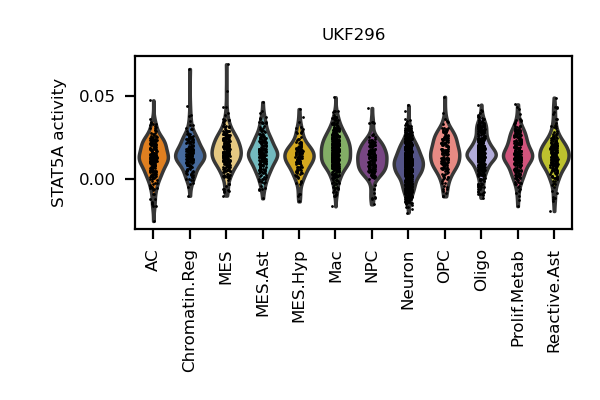 UKF296
STAT5A activity
0.05
0.00
AC
Chromatin.Reg
MES
MES.Ast
MES.Hyp
Mac
NPC
Neuron
OPC
Oligo
Prolif.Metab
Reactive.Ast